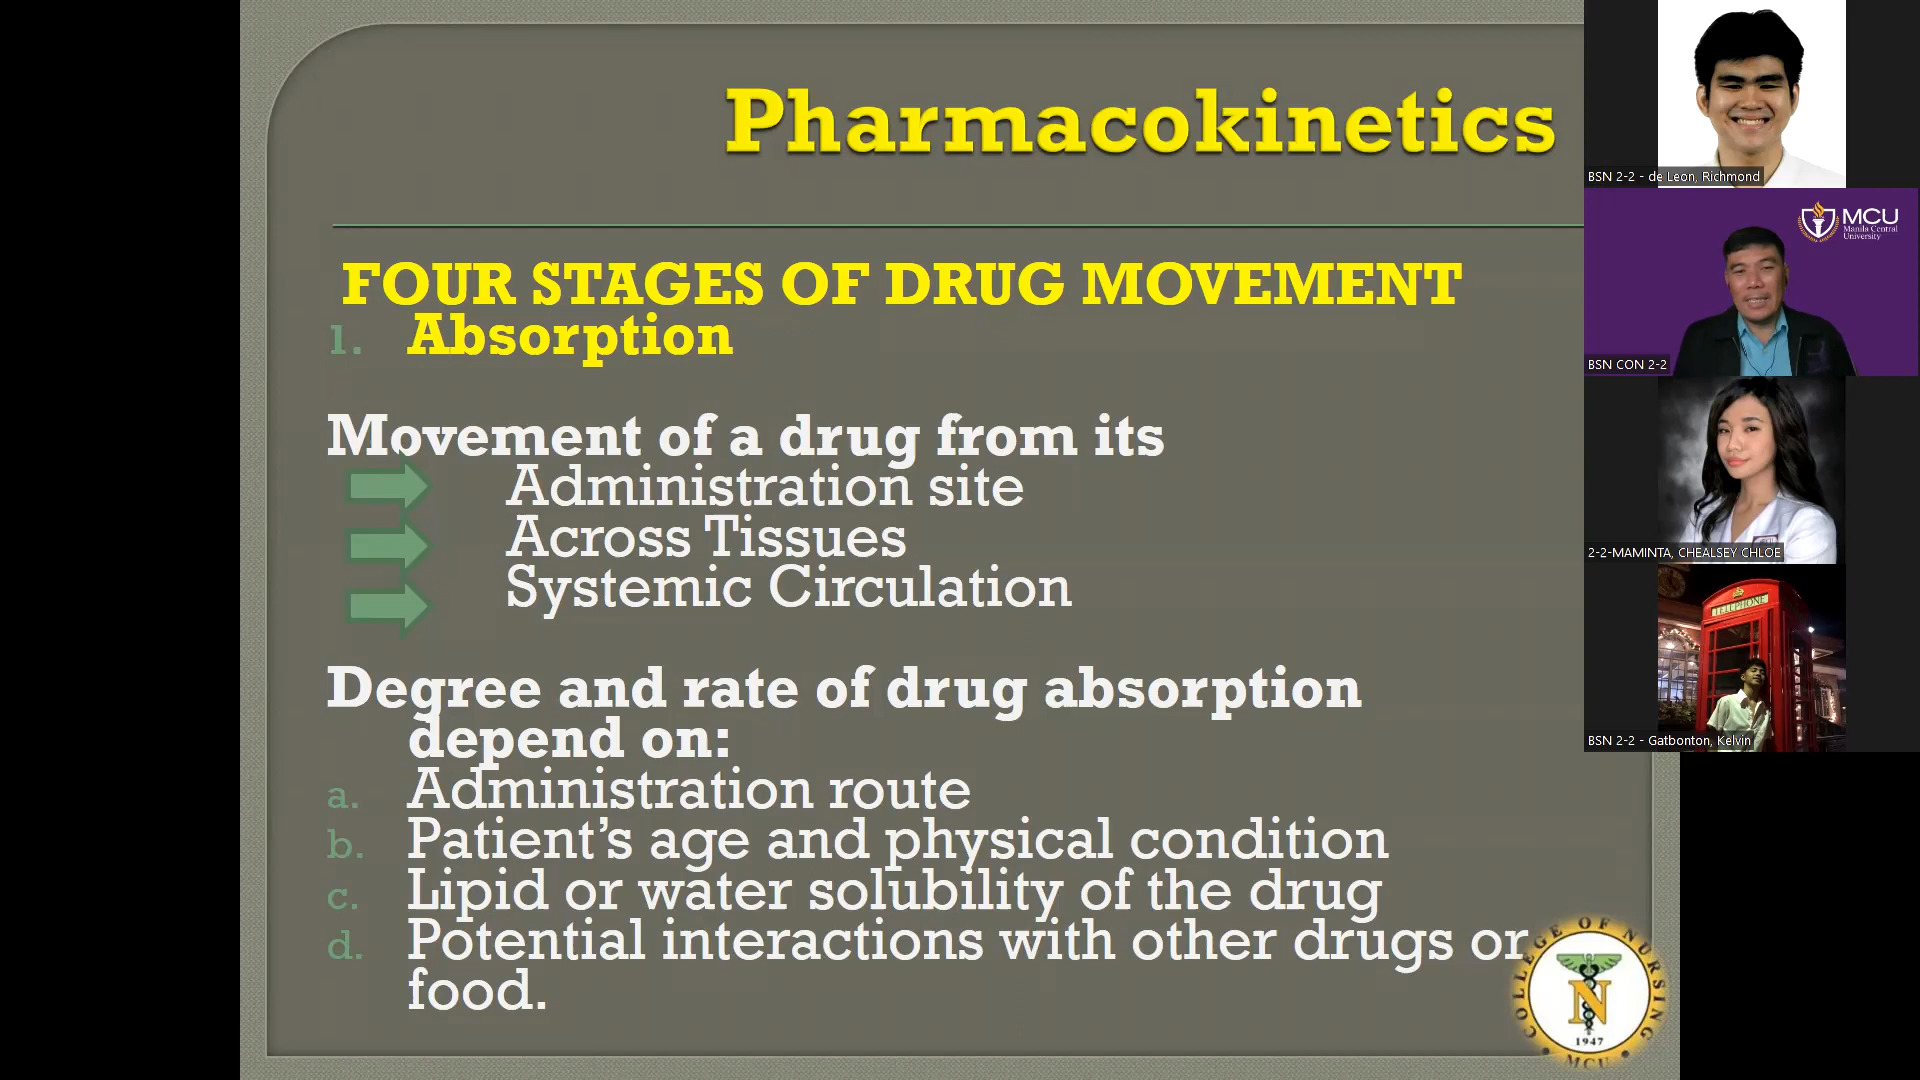 Pharmacokinetics
FOUR STAGES OF DRUG MOVEMENT
1. Absorption
Movement of a drug from its
Administration site
Across Tissues
Systemic Circulation
Degree and rate of drug absorption
depend on:
a. Administration route
b. Patient’s age and physical condition
c. Lipid or water solubility of the drug
d. Potential interactions with other drugs or
food.
COLLEGE OF NURSING
N
1947
MCU
BSN 2-2 - de Leon, Richmond
MCU
Manila Central
University
BSN CON 2-2
2-2-MAMINTA, CHEALSEY CHLOE
TELEPHONE
BSN 2-2 - Gatbonton, Kelvin